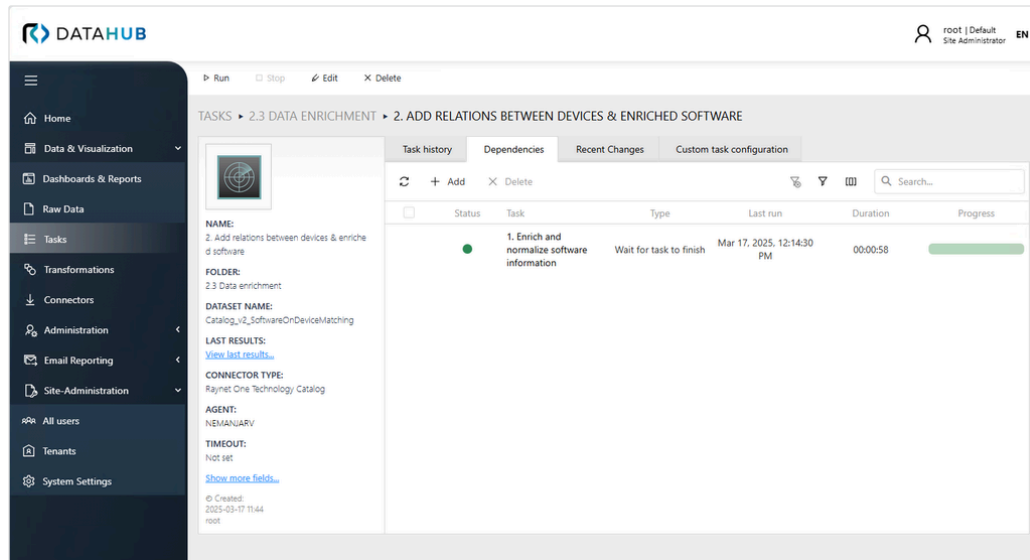 DATAHUB
root | Default
Site Administrator
EN
Run
Stop
Edit
Delete
Home
Data & Visualization
Dashboards & Reports
Raw Data
Tasks
Transformations
Connectors
Administration
Email Reporting
Site-Administration
All users
Tenants
System Settings
TASKS ▸ 2.3 DATA ENRICHMENT ▸ 2. ADD RELATIONS BETWEEN DEVICES & ENRICHED SOFTWARE
NAME:
2. Add relations between devices & enriche
d software
FOLDER:
2.3 Data enrichment
DATASET NAME:
Catalog_v2_SoftwareOnDeviceMatching
LAST RESULTS:
View last results...
CONNECTOR TYPE:
Raynet One Technology Catalog
AGENT:
NEMANJARV
TIMEOUT:
Not set
Show more fields...
© Created:
2025-03-17 11:44
root
Task history
Dependencies
Recent Changes
Custom task configuration
Add
Delete
Search...
Status
Task
Type
Last run
Duration
Progress
1. Enrich and
normalize software
information
Wait for task to finish
Mar 17, 2025, 12:14:30
PM
00:00:58